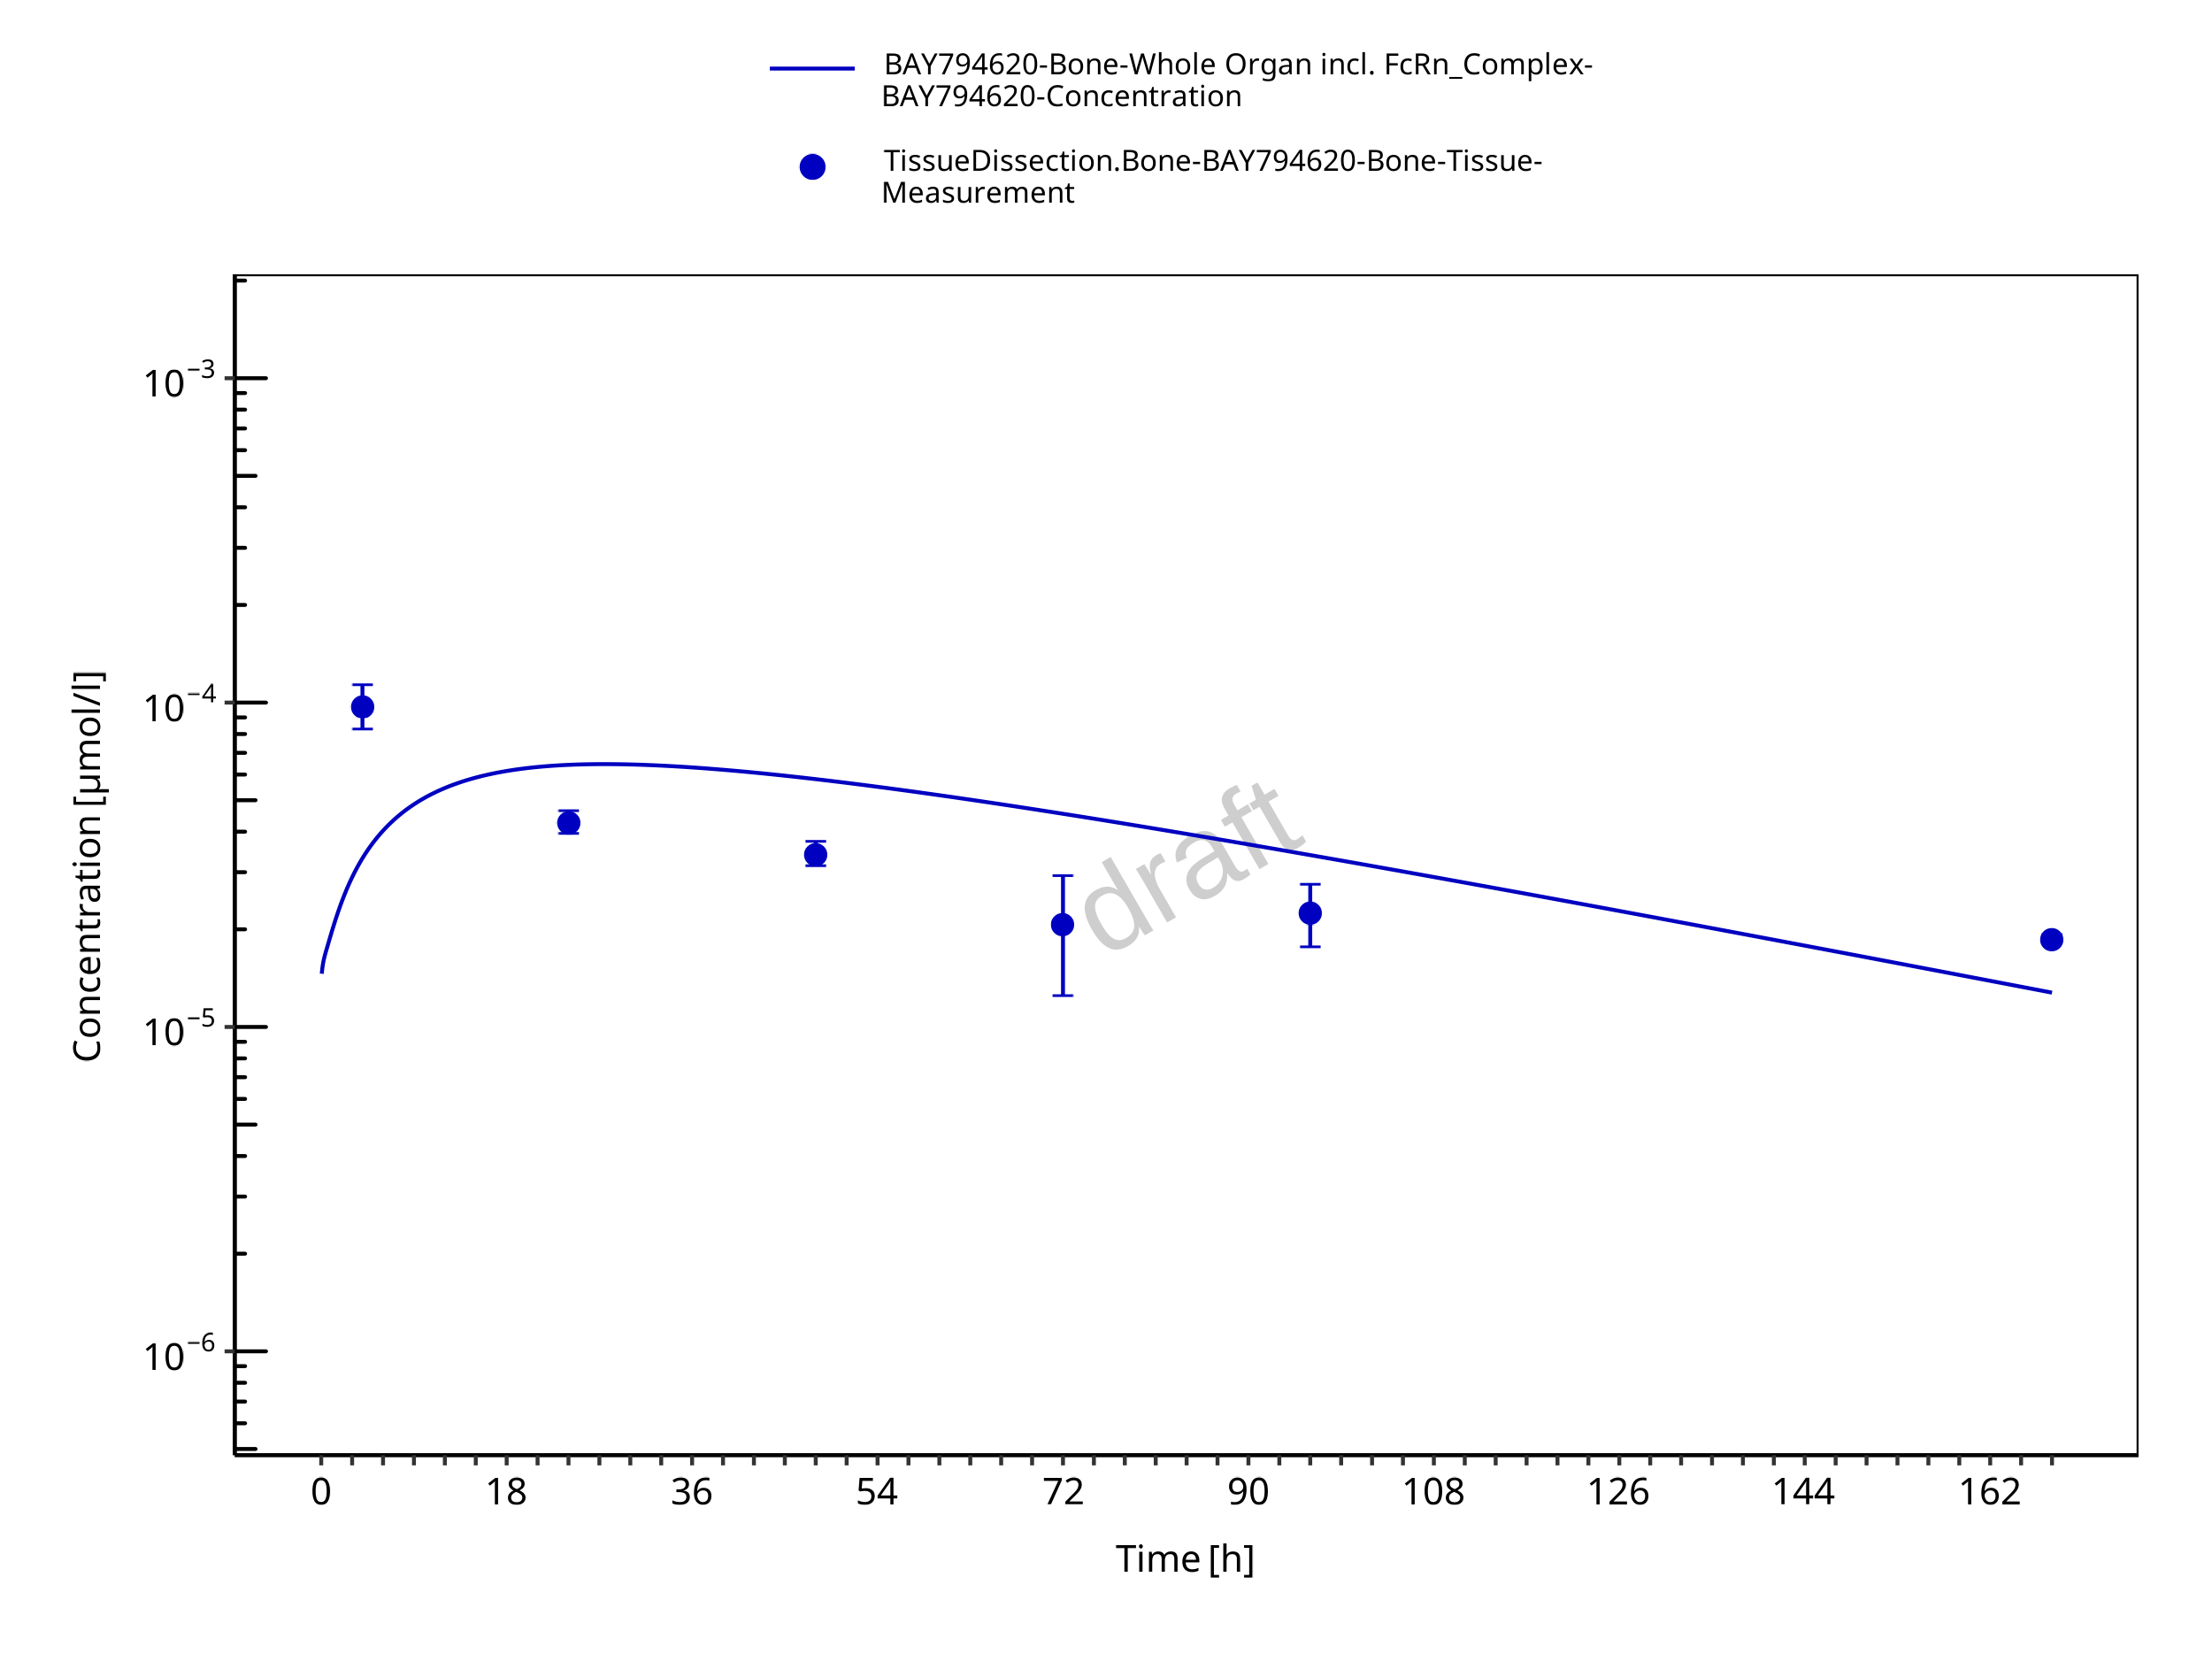 BAY794620-Bone-Whole Organ incl. FcRn_Complex-
BAY794620-Concentration
TissueDissection.Bone-BAY794620-Bone-Tissue-
Measurement
10⁻³
10⁻⁴
10⁻⁵
10⁻⁶
Concentration [µmol/l]
draft
0 18 36 54 72 90 108 126 144 162
Time [h]